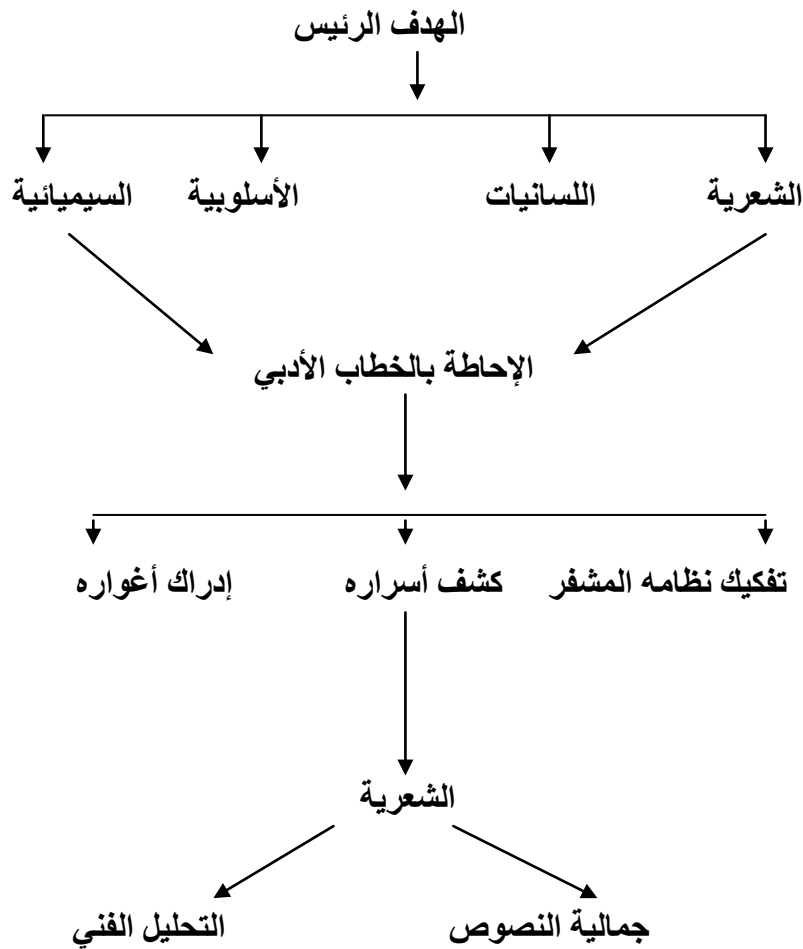 الهدف الرئيس
الشعرية اللسانيات الأسلوبية السيميائية
الإحاطة بالخطاب الأدبي
تفكيك نظامه المشفر كشف أسراره إدراك أغواره
الشعرية
جمالية النصوص التحليل الفني